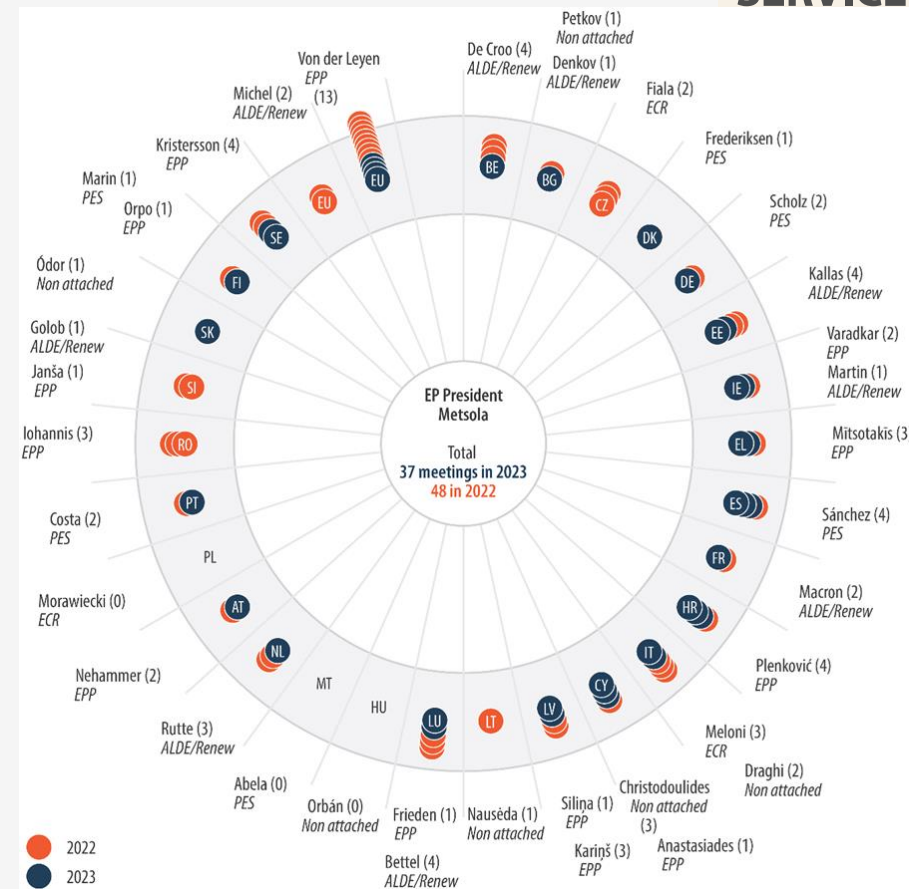 SERVICE
Petkov (1)
Non attached
De Croo (4)
ALDE/Renew
Denkov (1)
ALDE/Renew
Fiala (2)
ECR
Frederiksen (1)
PES
Scholz (2)
PES
Kallas (4)
ALDE/Renew
Varadkar (2)
EPP
Martin (1)
ALDE/Renew
Mitsotakis (3
EPP
Sánchez (4)
PES
Macron (2)
ALDE/Renew
Plenković (4)
EPP
Meloni (3)
ECR
Draghi (2)
Non attached
Christodoulides
Non attached
(3)
Anastasiades (1)
EPP
Siliņa (1)
EPP
Kariņš (3)
EPP
Nausėda (1)
Non attached
Frieden (1)
EPP
Bettel (4)
ALDE/Renew
Orbán (0)
Non attached
Abela (0)
PES
Rutte (3)
ALDE/Renew
Nehammer (2)
EPP
Morawiecki (0)
ECR
Costa (2)
PES
Iohannis (3)
EPP
Janša (1)
EPP
Golob (1)
ALDE/Renew
Ódor (1)
Non attached
Orpo (1)
EPP
Marin (1)
PES
Kristersson (4)
EPP
Michel (2)
ALDE/Renew
Von der Leyen
EPP
(13)
BE
BG
CZ
DK
DE
EE
IE
EL
ES
FR
HR
IT
CY
LV
LT
LU
HU
MT
NL
AT
PL
PT
RO
SI
SK
FI
SE
EU
EU
EP President
Metsola
Total
37 meetings in 2023
48 in 2022
2022
2023